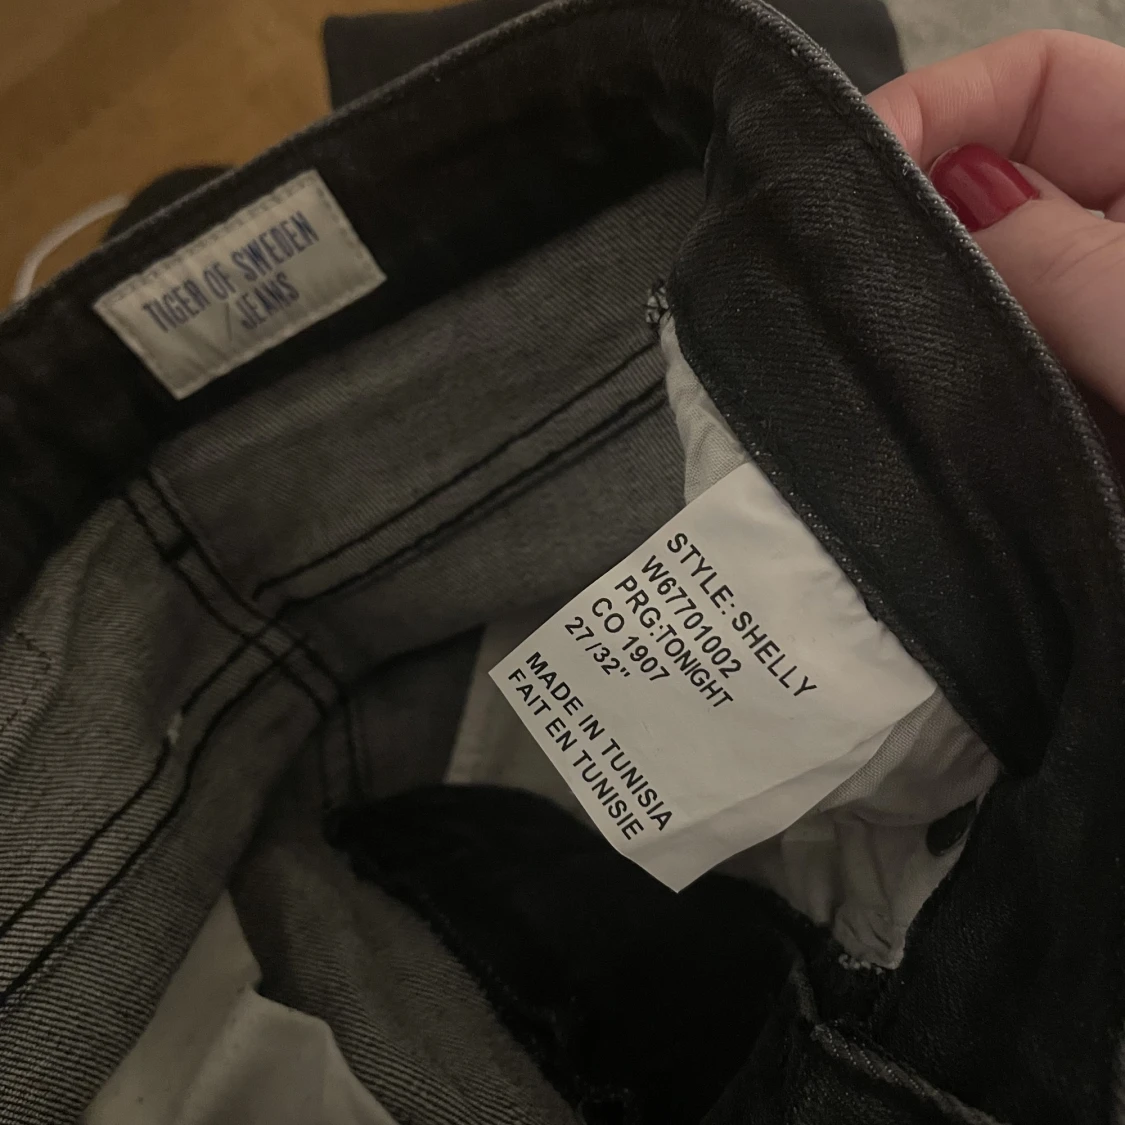 TIGER OF SWEDEN
/JEANS
STYLE: SHELLY
W67701002
PRG:TONIGHT
CO 1907
27/32"
MADE IN TUNISIA
FAIT EN TUNISIE